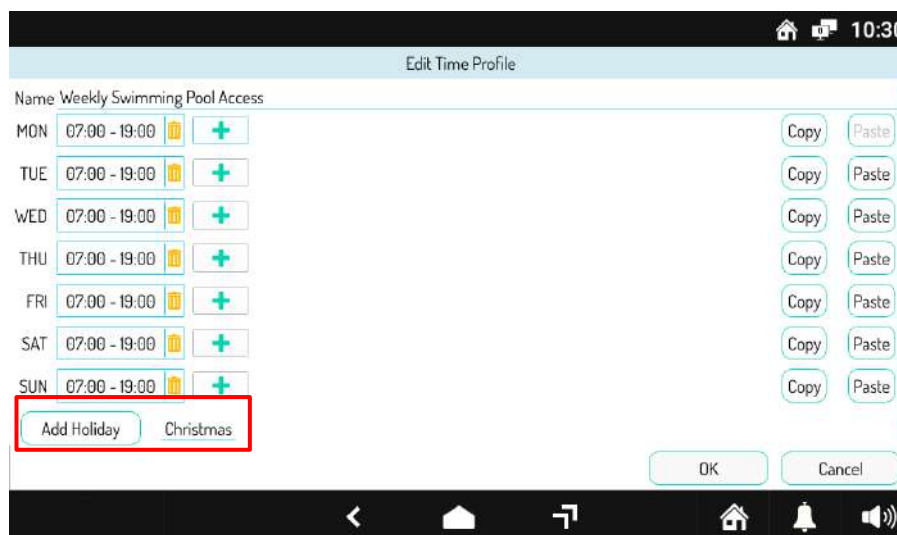 10:30
Edit Time Profile
Name Weekly Swimming Pool Access
MON 07:00 - 19:00 Copy Paste
TUE 07:00 - 19:00 Copy Paste
WED 07:00 - 19:00 Copy Paste
THU 07:00 - 19:00 Copy Paste
FRI 07:00 - 19:00 Copy Paste
SAT 07:00 - 19:00 Copy Paste
SUN 07:00 - 19:00 Copy Paste
Add Holiday Christmas
OK Cancel